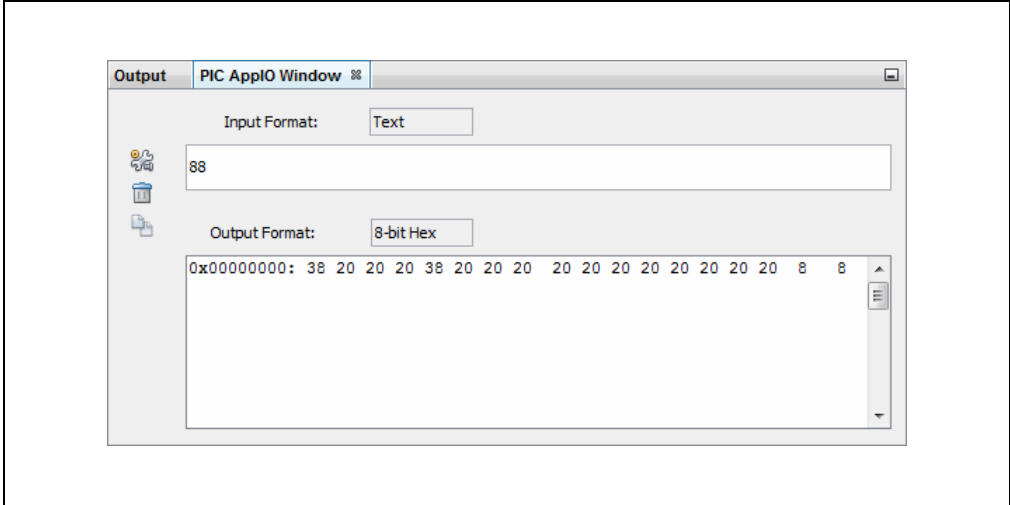 Output PIC AppIO Window
Input Format: Text
88
Output Format: 8-bit Hex
0x00000000: 38 20 20 20 38 20 20 20  20 20 20 20 20 20 20 20  8   8